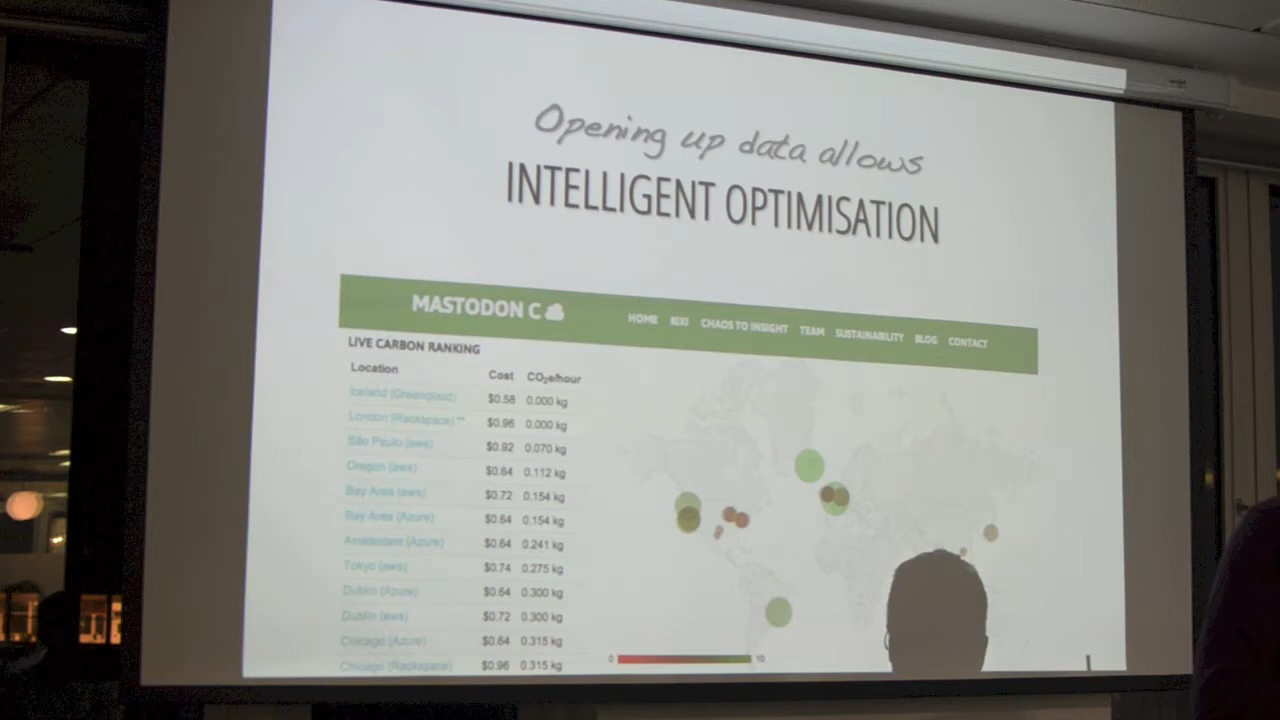 Opening up data allows
INTELLIGENT OPTIMISATION
MASTODON C HOME KIXI CHAOS TO INSIGHT TEAM SUSTAINABILITY BLOG CONTACT
LIVE CARBON RANKING
Location Cost CO₂e/hour
Iceland (Greenqloud) $0.58 0.000 kg
London (Rackspace) ** $0.96 0.000 kg
São Paulo (aws) $0.92 0.070 kg
Oregon (aws) $0.64 0.112 kg
Bay Area (aws) $0.72 0.154 kg
Bay Area (Azure) $0.64 0.154 kg
Amsterdam (Azure) $0.64 0.241 kg
Tokyo (aws) $0.74 0.275 kg
Dublin (Azure) $0.64 0.300 kg
Dublin (aws) $0.72 0.300 kg
Chicago (Azure) $0.64 0.315 kg
Chicago (Rackspace) $0.96 0.315 kg
0 10